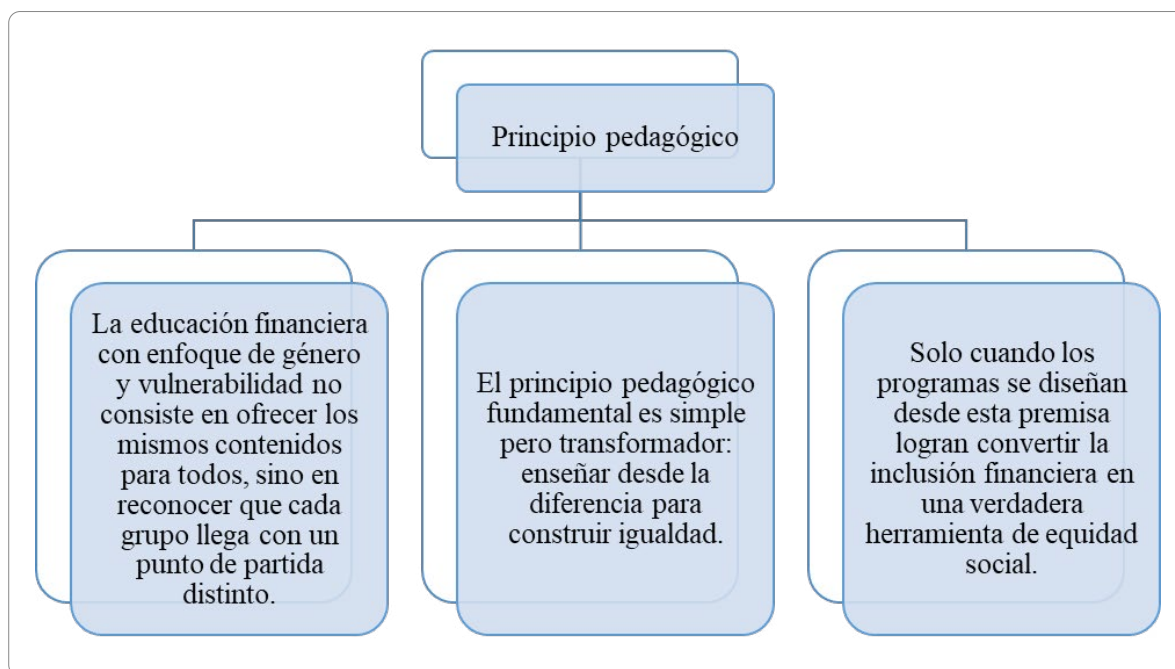 Principio pedagógico
La educación financiera
con enfoque de género
y vulnerabilidad no
consiste en ofrecer los
mismos contenidos
para todos, sino en
reconocer que cada
grupo llega con un
punto de partida
distinto.
El principio pedagógico
fundamental es simple
pero transformador:
enseñar desde la
diferencia para
construir igualdad.
Solo cuando los
programas se diseñan
desde esta premisa
logran convertir la
inclusión financiera en
una verdadera
herramienta de equidad
social.